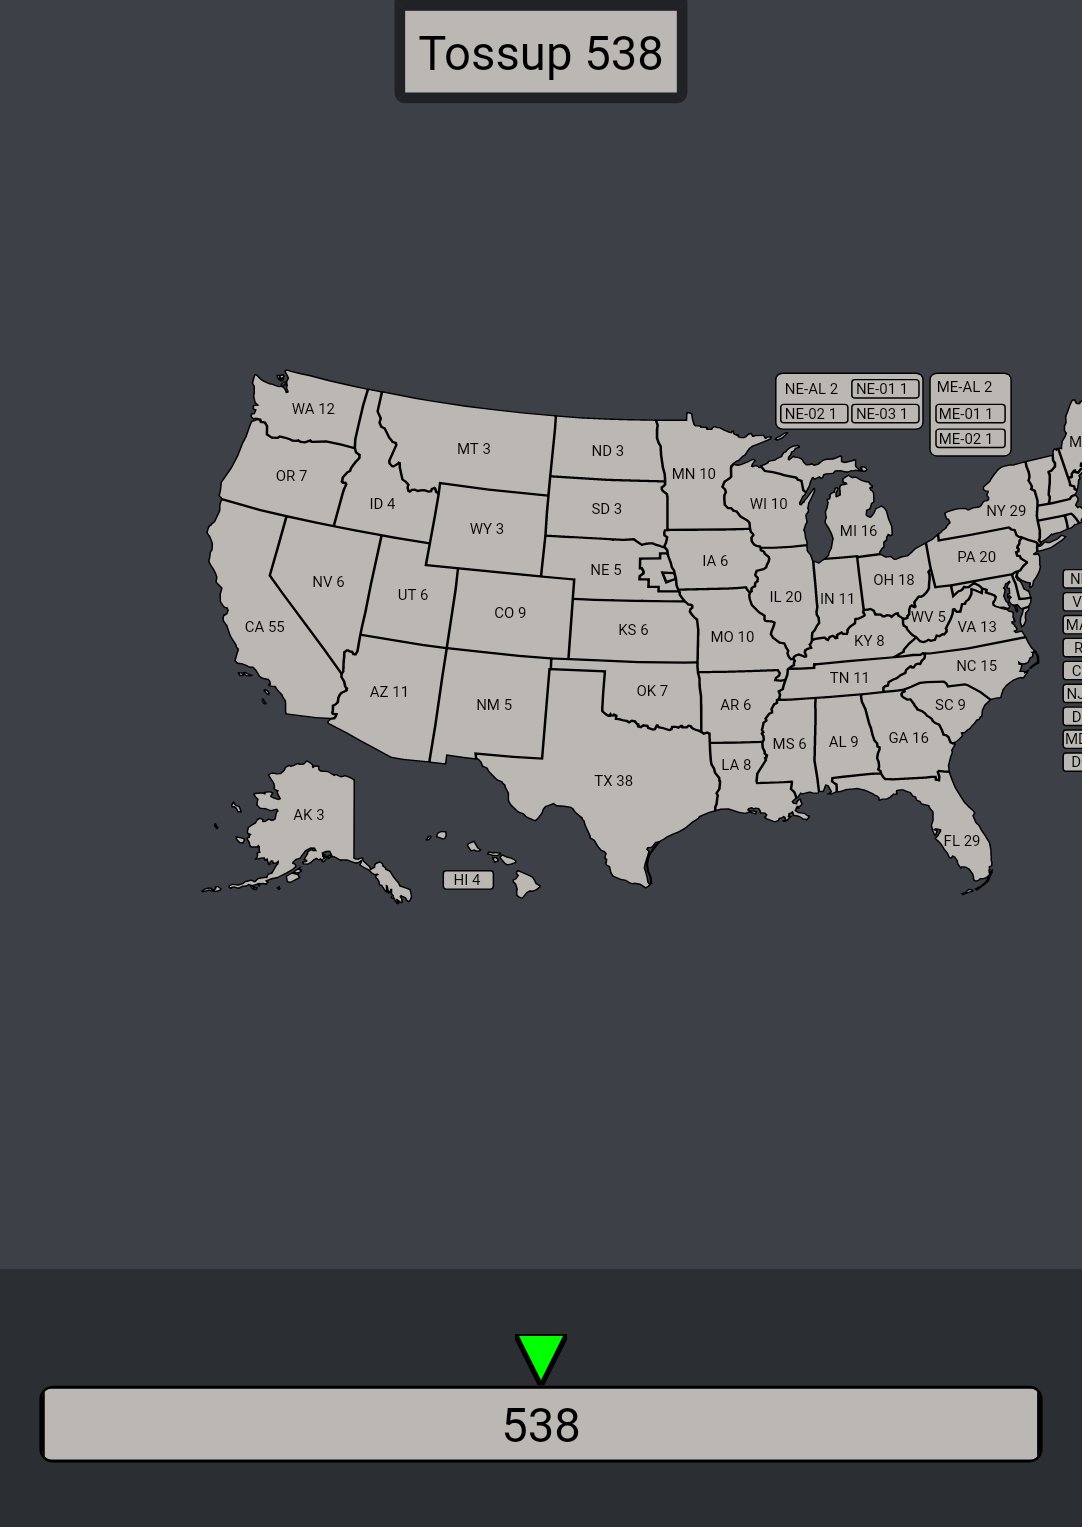 Tossup 538
NE-AL 2
NE-01 1
NE-02 1
NE-03 1
ME-AL 2
ME-01 1
ME-02 1
WA 12
OR 7
ID 4
MT 3
ND 3
MN 10
SD 3
WY 3
WI 10
MI 16
NY 29
PA 20
IA 6
NE 5
NV 6
UT 6
CO 9
CA 55
IL 20
IN 11
OH 18
WV 5
VA 13
KS 6
MO 10
KY 8
NC 15
TN 11
AZ 11
NM 5
OK 7
AR 6
SC 9
MS 6
AL 9
GA 16
LA 8
TX 38
FL 29
AK 3
HI 4
M
N
V
MA
R
C
NJ
D
MD
D
538